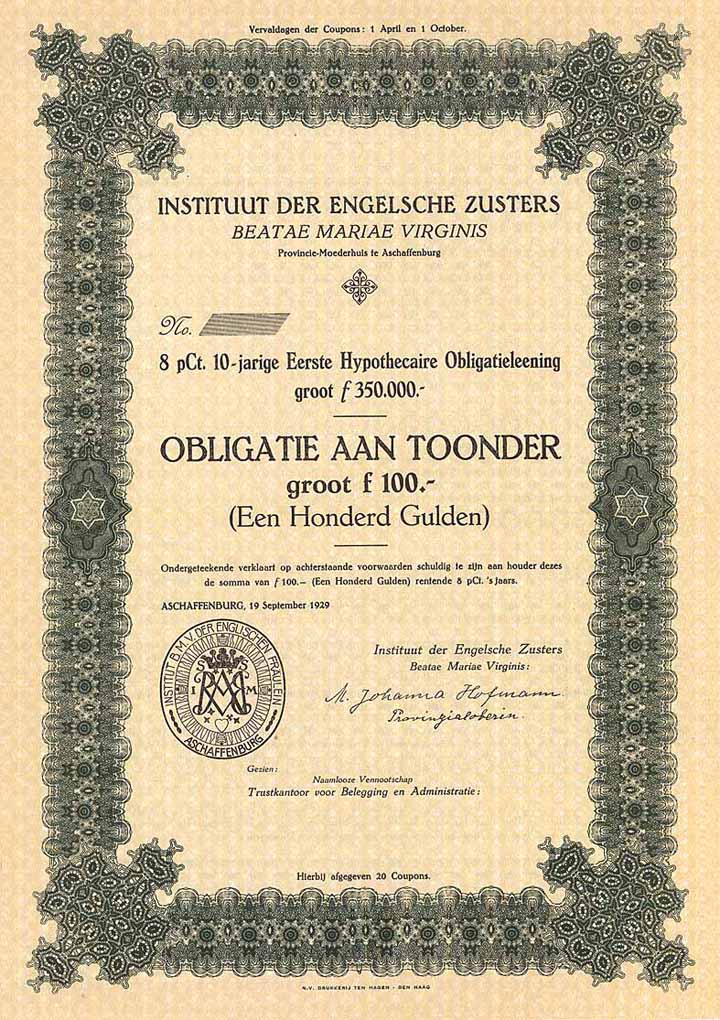 Vervaldagen der Coupons: 1 April en 1 October.
INSTITUUT DER ENGELSCHE ZUSTERS
BEATAE MARIAE VIRGINIS
Provincie-Moederhuis te Aschaffenburg
No.
8 pCt. 10-jarige Eerste Hypothecaire Obligatieleening
groot ƒ 350.000.-
OBLIGATIE AAN TOONDER
groot f 100.-
(Een Honderd Gulden)
Ondergeteekende verklaart op achterstaande voorwaarden schuldig te zijn aan houder dezes
de somma van ƒ 100.— (Een Honderd Gulden) rentende 8 pCt. 's jaars.
ASCHAFFENBURG, 19 September 1929
INSTITUT B.M.V. DER ENGLISCHEN FRÄULEIN
I M
ASCHAFFENBURG
Instituut der Engelsche Zusters
Beatae Mariae Virginis:
M. Johanna Hofmann.
Provinzialoberin.
Gezien:
Naamlooze Vennootschap
Trustkantoor voor Belegging en Administratie:
Hierbij afgegeven 20 Coupons.
N.V. DRUKKERIJ TEN HAGEN - DEN HAAG